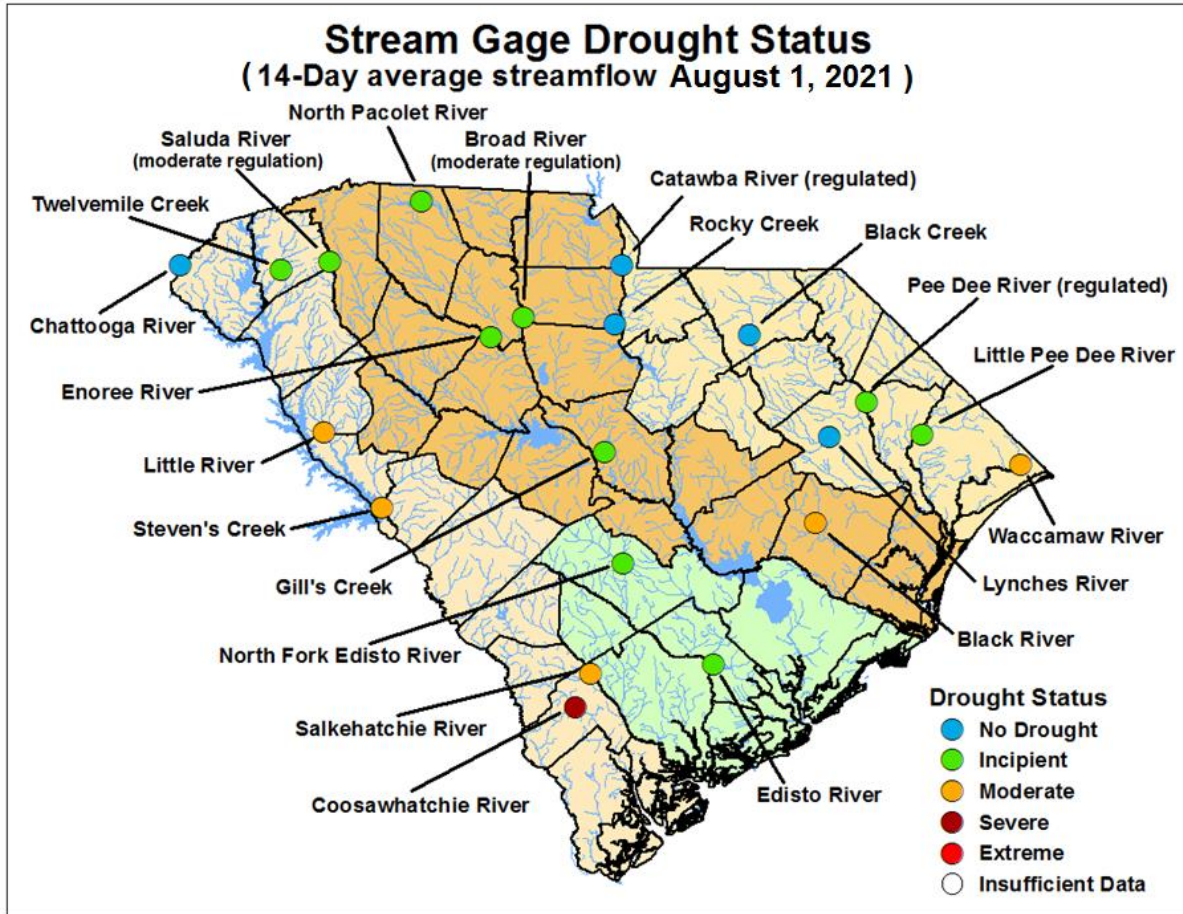 Stream Gage Drought Status
( 14-Day average streamflow August 1, 2021 )
North Pacolet River
Saluda River
(moderate regulation)
Broad River
(moderate regulation)
Catawba River (regulated)
Twelvemile Creek
Rocky Creek
Black Creek
Pee Dee River (regulated)
Chattooga River
Little Pee Dee River
Enoree River
Little River
Steven's Creek
Waccamaw River
Gill's Creek
Lynches River
Black River
North Fork Edisto River
Salkehatchie River
Coosawhatchie River
Edisto River
Drought Status
No Drought
Incipient
Moderate
Severe
Extreme
Insufficient Data